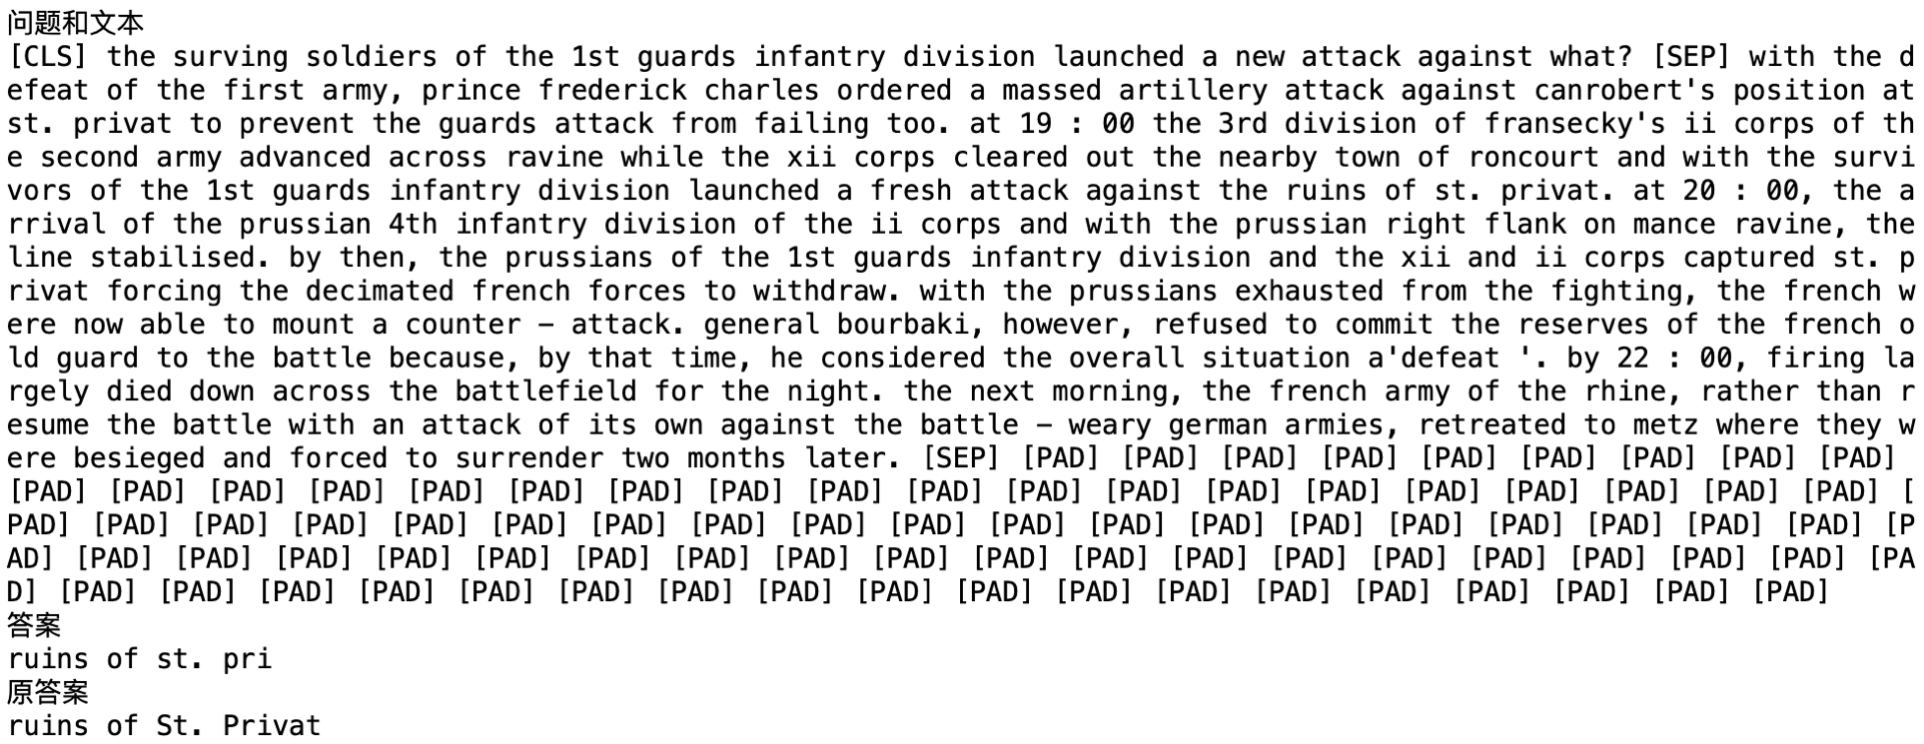 问题和文本
[CLS] the surving soldiers of the 1st guards infantry division launched a new attack against what? [SEP] with the d
efeat of the first army, prince frederick charles ordered a massed artillery attack against canrobert's position at
st. privat to prevent the guards attack from failing too. at 19 : 00 the 3rd division of fransecky's ii corps of th
e second army advanced across ravine while the xii corps cleared out the nearby town of roncourt and with the survi
vors of the 1st guards infantry division launched a fresh attack against the ruins of st. privat. at 20 : 00, the a
rrival of the prussian 4th infantry division of the ii corps and with the prussian right flank on mance ravine, the
line stabilised. by then, the prussians of the 1st guards infantry division and the xii and ii corps captured st. p
rivat forcing the decimated french forces to withdraw. with the prussians exhausted from the fighting, the french w
ere now able to mount a counter – attack. general bourbaki, however, refused to commit the reserves of the french o
ld guard to the battle because, by that time, he considered the overall situation a'defeat '. by 22 : 00, firing la
rgely died down across the battlefield for the night. the next morning, the french army of the rhine, rather than r
esume the battle with an attack of its own against the battle – weary german armies, retreated to metz where they w
ere besieged and forced to surrender two months later. [SEP] [PAD] [PAD] [PAD] [PAD] [PAD] [PAD] [PAD] [PAD] [PAD]
[PAD] [PAD] [PAD] [PAD] [PAD] [PAD] [PAD] [PAD] [PAD] [PAD] [PAD] [PAD] [PAD] [PAD] [PAD] [PAD] [PAD] [PAD] [PAD] [
PAD] [PAD] [PAD] [PAD] [PAD] [PAD] [PAD] [PAD] [PAD] [PAD] [PAD] [PAD] [PAD] [PAD] [PAD] [PAD] [PAD] [PAD] [PAD] [P
AD] [PAD] [PAD] [PAD] [PAD] [PAD] [PAD] [PAD] [PAD] [PAD] [PAD] [PAD] [PAD] [PAD] [PAD] [PAD] [PAD] [PAD] [PAD] [PA
D] [PAD] [PAD] [PAD] [PAD] [PAD] [PAD] [PAD] [PAD] [PAD] [PAD] [PAD] [PAD] [PAD] [PAD] [PAD] [PAD] [PAD] [PAD]
答案
ruins of st. pri
原答案
ruins of St. Privat